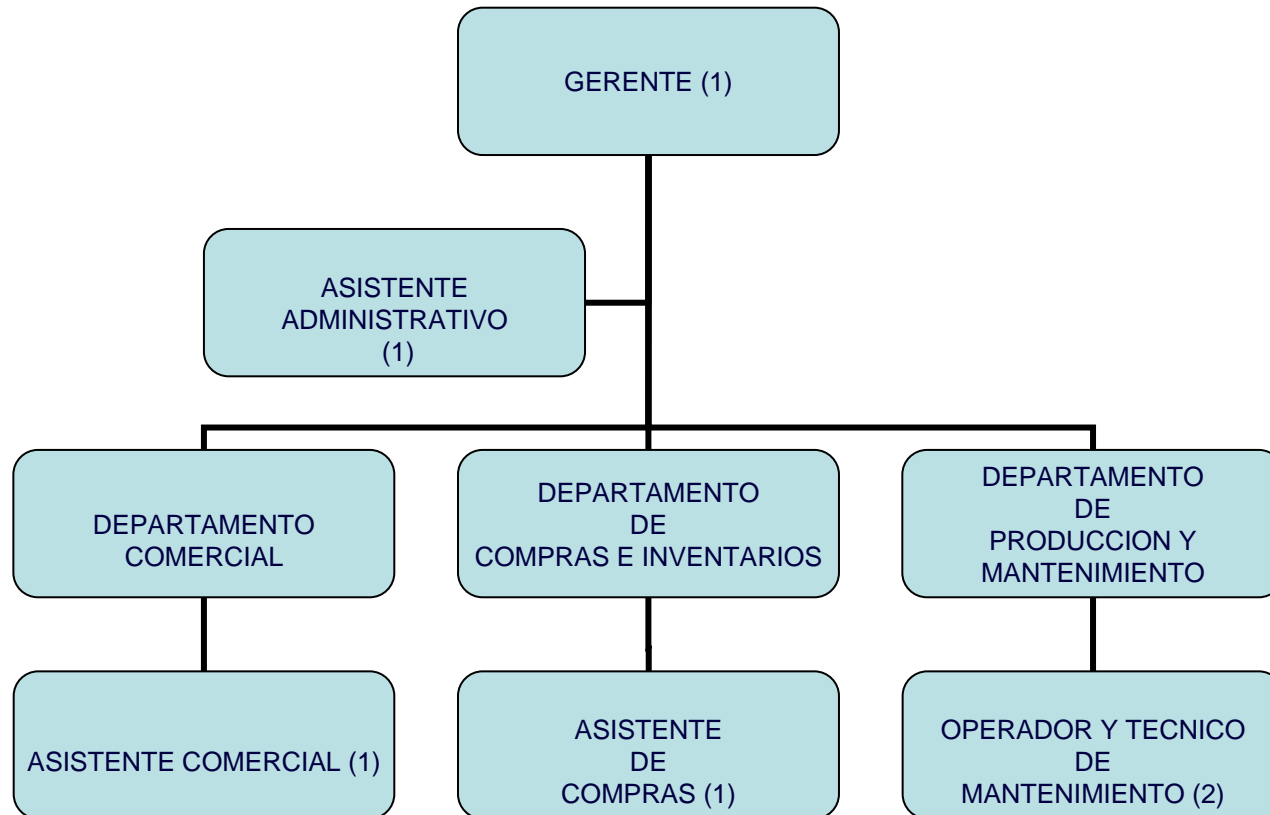 GERENTE (1)
ASISTENTE
ADMINISTRATIVO
(1)
DEPARTAMENTO
COMERCIAL
DEPARTAMENTO
DE
COMPRAS E INVENTARIOS
DEPARTAMENTO
DE
PRODUCCION Y
MANTENIMIENTO
ASISTENTE COMERCIAL (1)
ASISTENTE
DE
COMPRAS (1)
OPERADOR Y TECNICO
DE
MANTENIMIENTO (2)